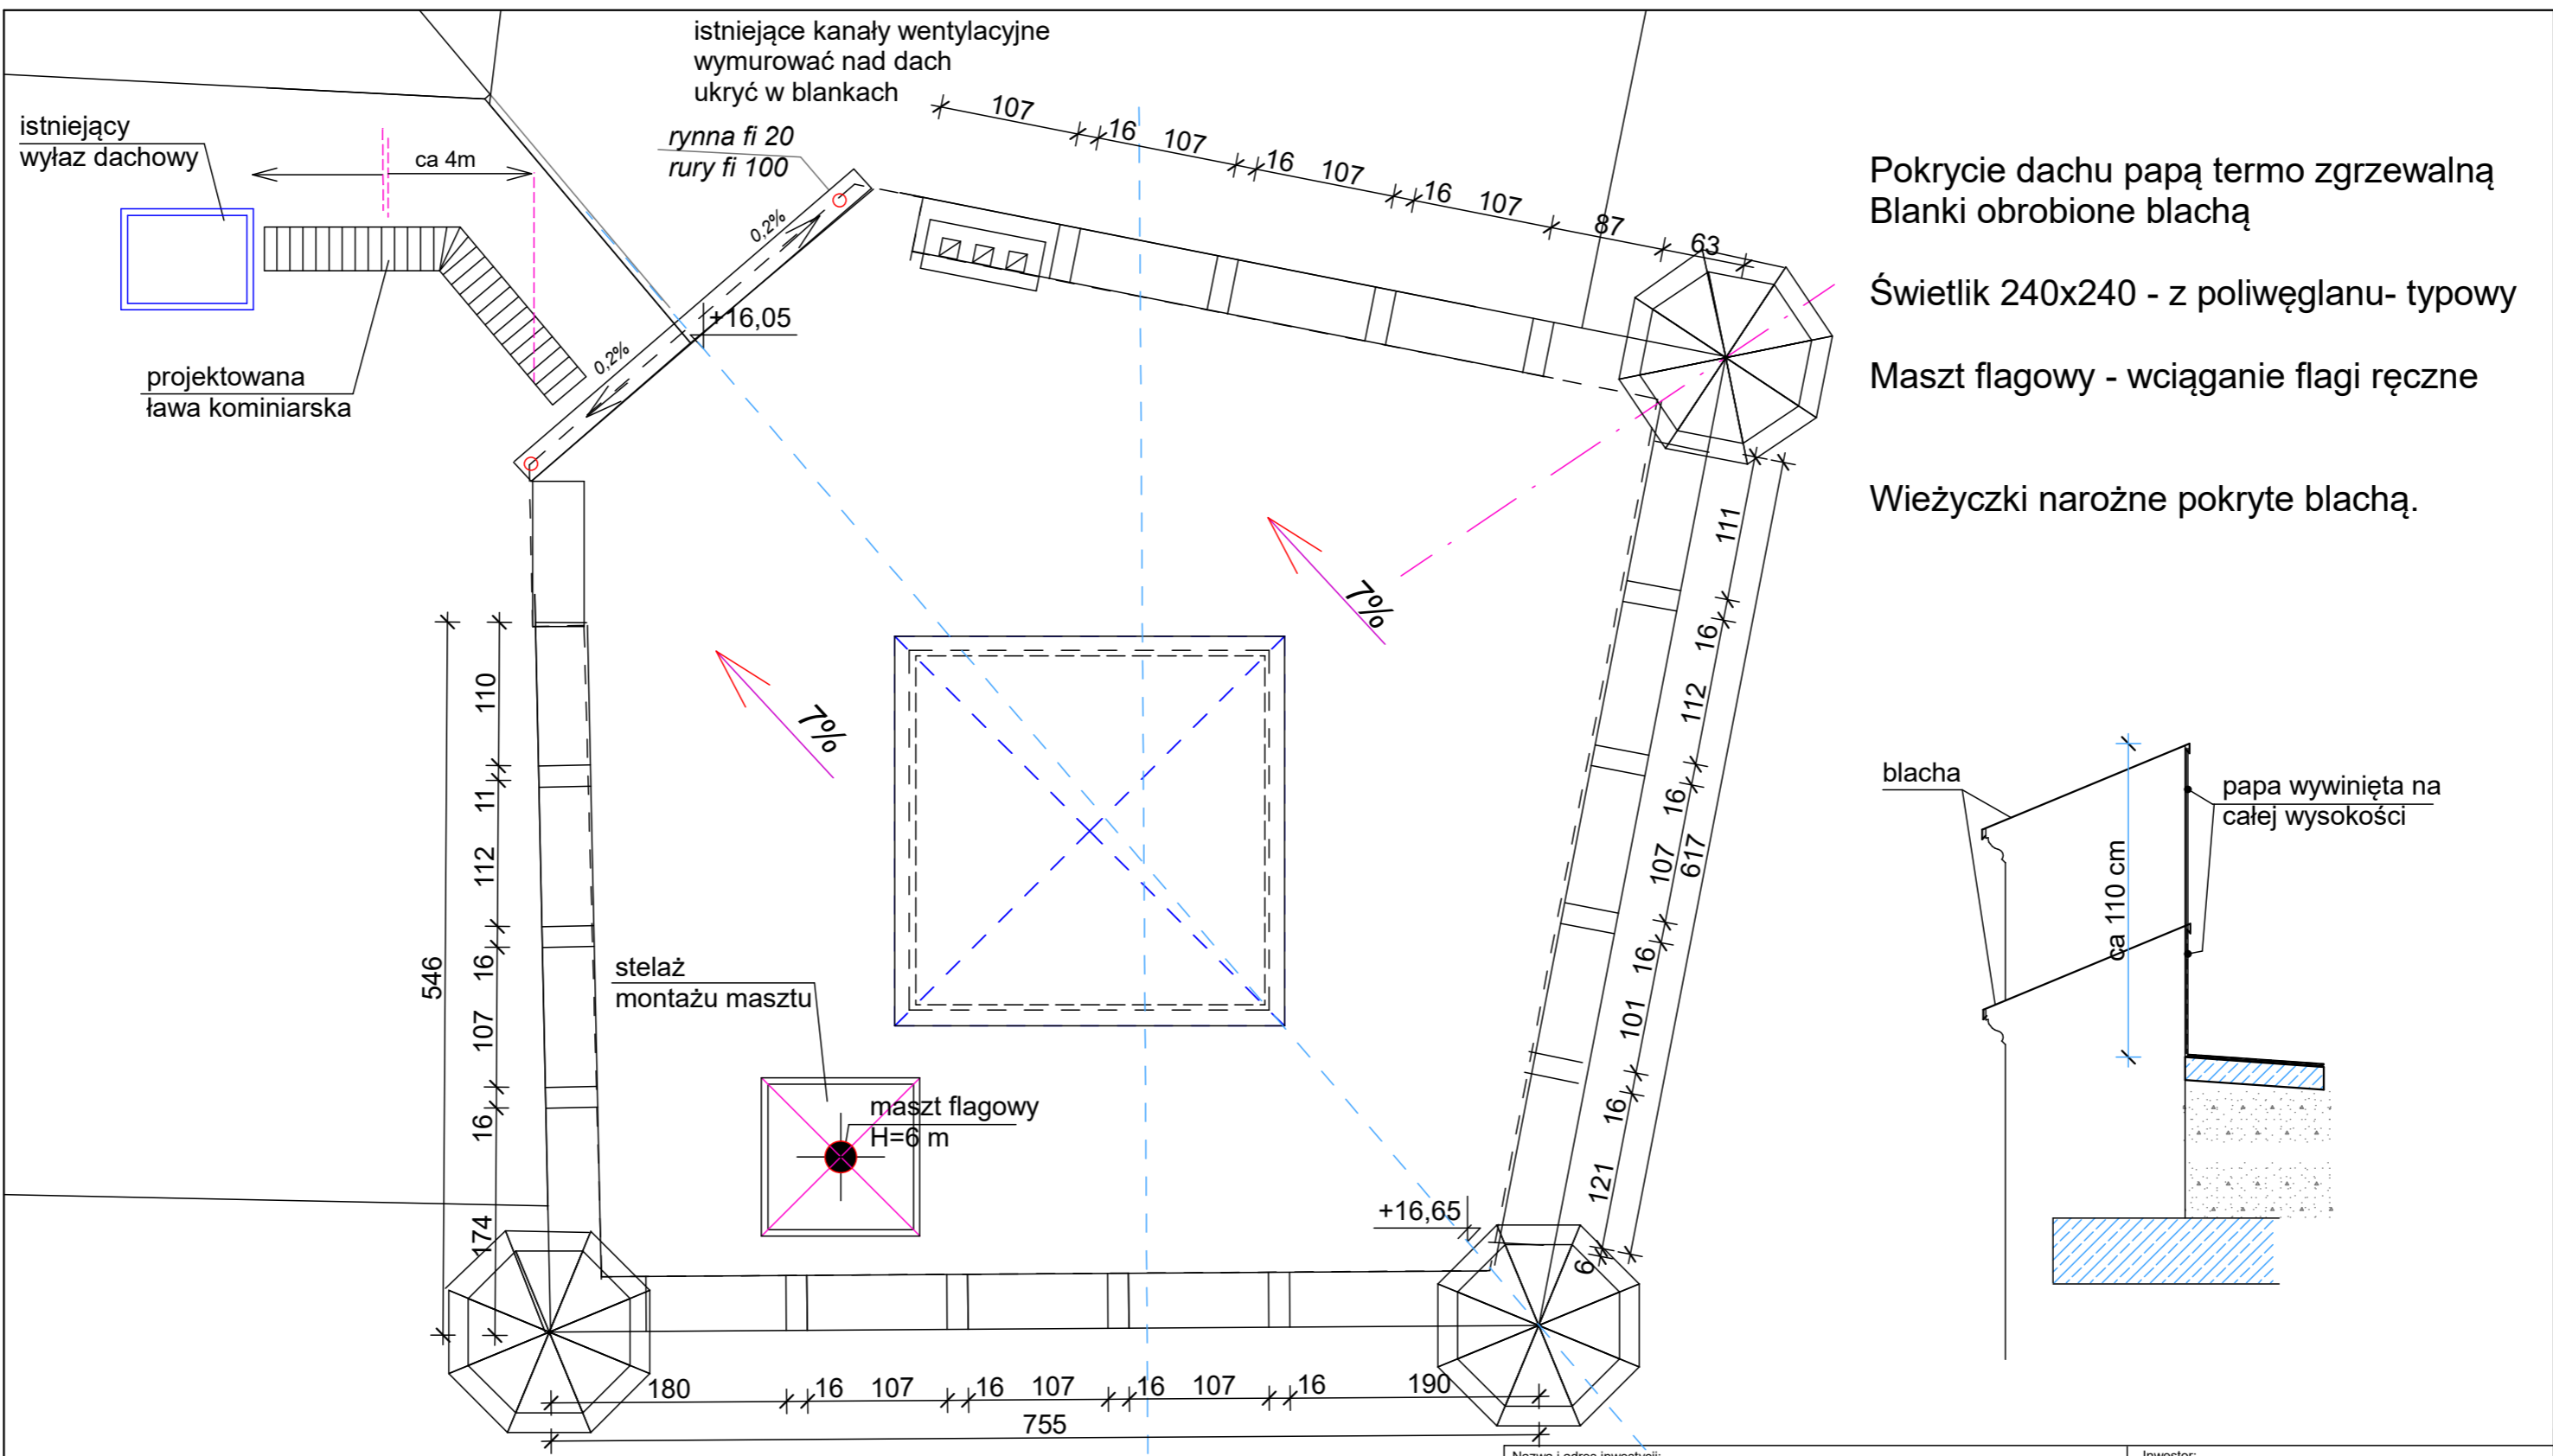 istniejące kanały wentylacyjne
wymurować nad dach
ukryć w blankach
rynna fi 20
rury fi 100
istniejący
wyłaz dachowy
ca 4m
projektowana
ława kominiarska
0,2%
0,2%
+16,05
107
16
107
16
107
16
107
87
63
Pokrycie dachu papą termo zgrzewalną
Blanki obrobione blachą
Świetlik 240x240 - z poliwęglanu- typowy
Maszt flagowy - wciąganie flagi ręczne
Wieżyczki narożne pokryte blachą.
7%
7%
111
16
112
16
107
617
16
101
16
121
6
110
11
112
16
107
16
174
546
stelaż
montażu masztu
maszt flagowy
H=6 m
+16,65
180
16
107
16
107
16
107
16
190
755
blacha
papa wywinięta na
całej wysokości
ca 110 cm
Nazwa i adres inwestycji:
Inwestor: